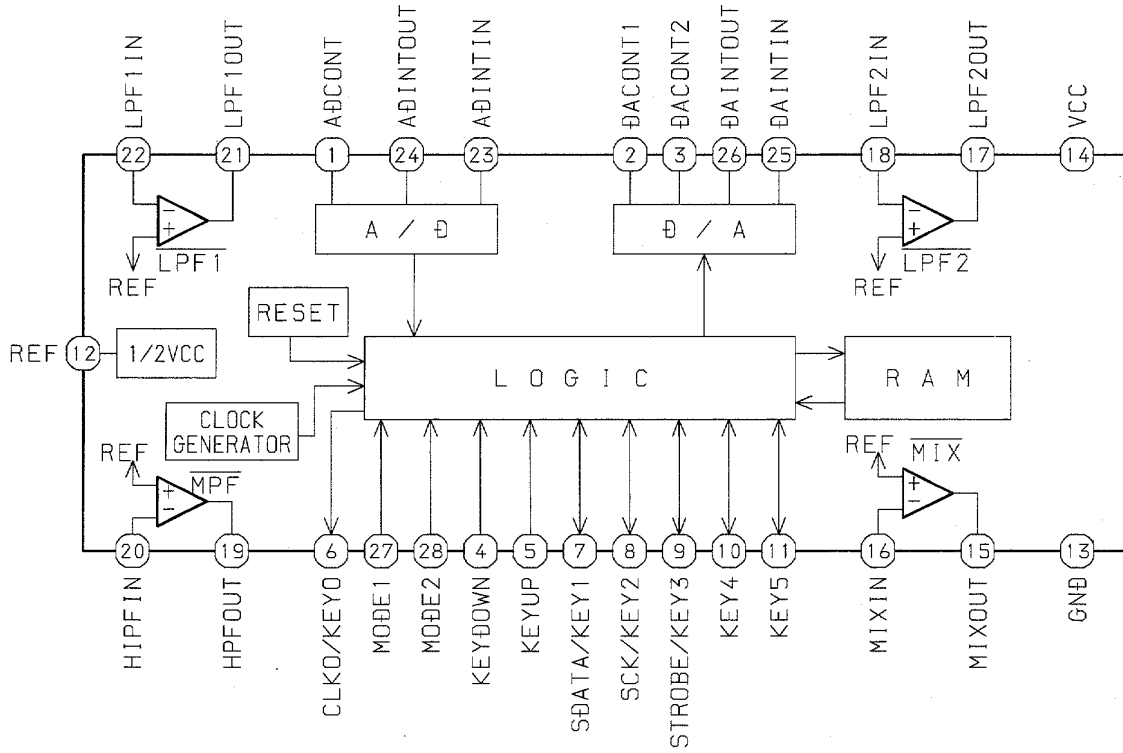 LPF1IN
LPF1OUT
ADCONT
ADINTOUT
ADINTIN
DACONT1
DACONT2
DAINTOUT
DAINTIN
LPF2IN
LPF2OUT
VCC
22
21
1
24
23
2
3
26
25
18
17
14
A / D
D / A
−
+
LPF1
REF
−
+
LPF2
REF
RESET
REF
12
1/2VCC
LOGIC
RAM
CLOCK
GENERATOR
REF
MPF
+
−
REF
MIX
+
−
20
19
6
27
28
4
5
7
8
9
10
11
16
15
13
HIPFIN
HPFOUT
CLKO/KEY0
MODE1
MODE2
KEYDOWN
KEYUP
SDATA/KEY1
SCK/KEY2
STROBE/KEY3
KEY4
KEY5
MIXIN
MIXOUT
GND